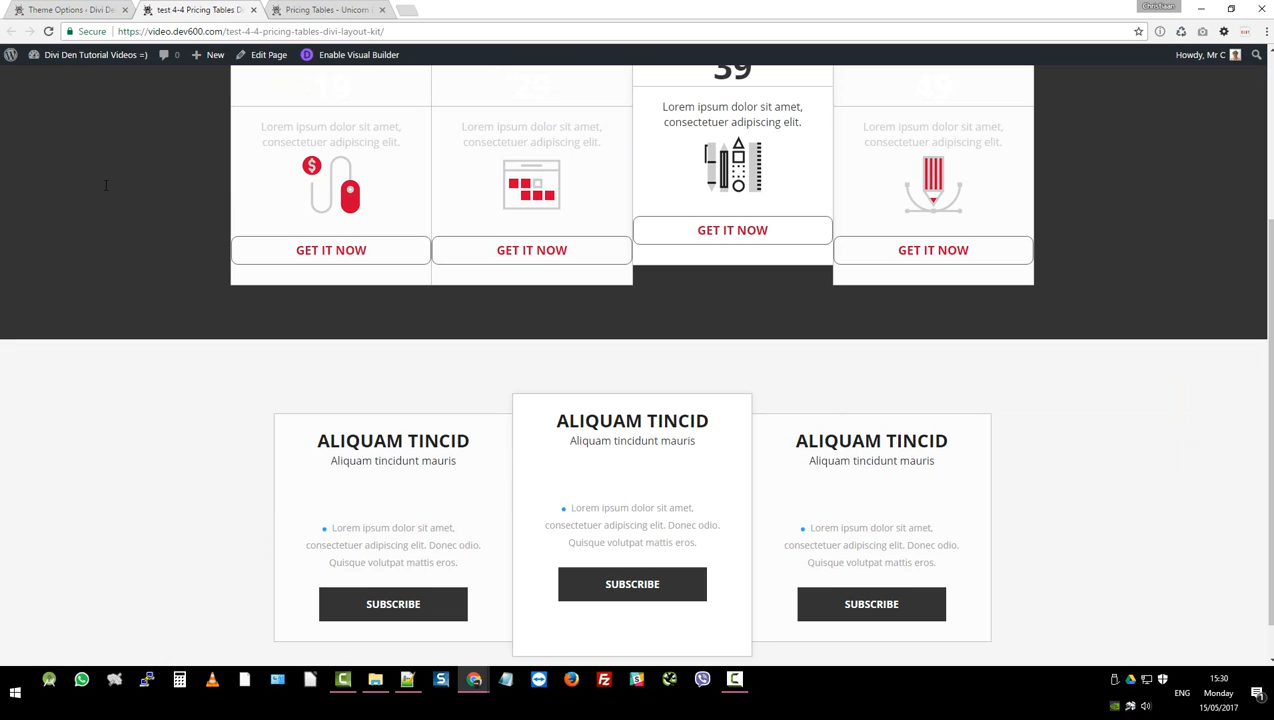 Theme Options ‹ Divi De
test 4-4 Pricing Tables D
Pricing Tables - Unicorn
Christiaan
Secure
https://video.dev600.com/test-4-4-pricing-tables-divi-layout-kit/
Divi Den Tutorial Videos =)
0
New
Edit Page
D
Enable Visual Builder
Howdy, Mr C
19
29
39
49
Lorem ipsum dolor sit amet,
consectetuer adipiscing elit.
Lorem ipsum dolor sit amet,
consectetuer adipiscing elit.
Lorem ipsum dolor sit amet,
consectetuer adipiscing elit.
Lorem ipsum dolor sit amet,
consectetuer adipiscing elit.
$
GET IT NOW
GET IT NOW
GET IT NOW
GET IT NOW
ALIQUAM TINCID
Aliquam tincidunt mauris
Lorem ipsum dolor sit amet,
consectetuer adipiscing elit. Donec odio.
Quisque volutpat mattis eros.
SUBSCRIBE
ALIQUAM TINCID
Aliquam tincidunt mauris
Lorem ipsum dolor sit amet,
consectetuer adipiscing elit. Donec odio.
Quisque volutpat mattis eros.
SUBSCRIBE
ALIQUAM TINCID
Aliquam tincidunt mauris
Lorem ipsum dolor sit amet,
consectetuer adipiscing elit. Donec odio.
Quisque volutpat mattis eros.
SUBSCRIBE
ENG
15:30
Monday
15/05/2017